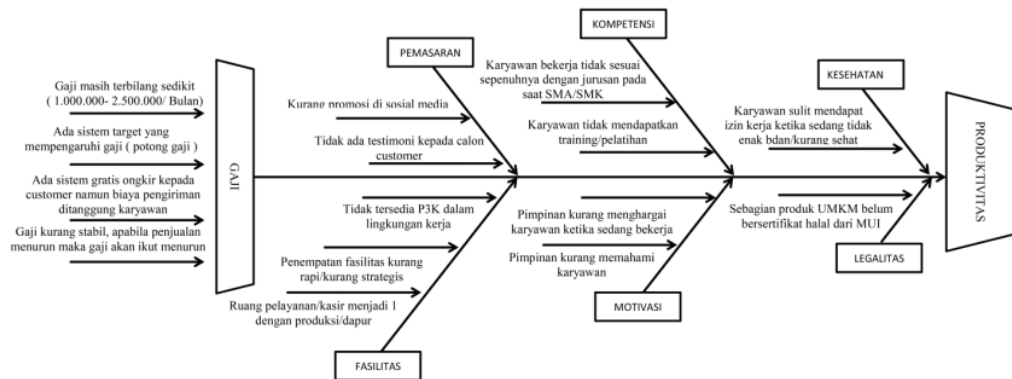 Gaji masih terbilang sedikit
( 1.000.000- 2.500.000/ Bulan)
Ada sistem target yang
mempengaruhi gaji ( potong gaji )
Ada sistem gratis ongkir kepada
customer namun biaya pengiriman
ditanggung karyawan
Gaji kurang stabil, apabila penjualan
menurun maka gaji akan ikut menurun
GAJI
PEMASARAN
Kurang promosi di sosial media
Tidak ada testimoni kepada calon
customer
KOMPETENSI
Karyawan bekerja tidak sesuai
sepenuhnya dengan jurusan pada
saat SMA/SMK
Karyawan tidak mendapatkan
training/pelatihan
KESEHATAN
Karyawan sulit mendapat
izin kerja ketika sedang tidak
enak bdan/kurang sehat
PRODUKTIVITAS
Tidak tersedia P3K dalam
lingkungan kerja
Penempatan fasilitas kurang
rapi/kurang strategis
Ruang pelayanan/kasir menjadi 1
dengan produksi/dapur
FASILITAS
Pimpinan kurang menghargai
karyawan ketika sedang bekerja
Pimpinan kurang memahami
karyawan
MOTIVASI
Sebagian produk UMKM belum
bersertifikat halal dari MUI
LEGALITAS